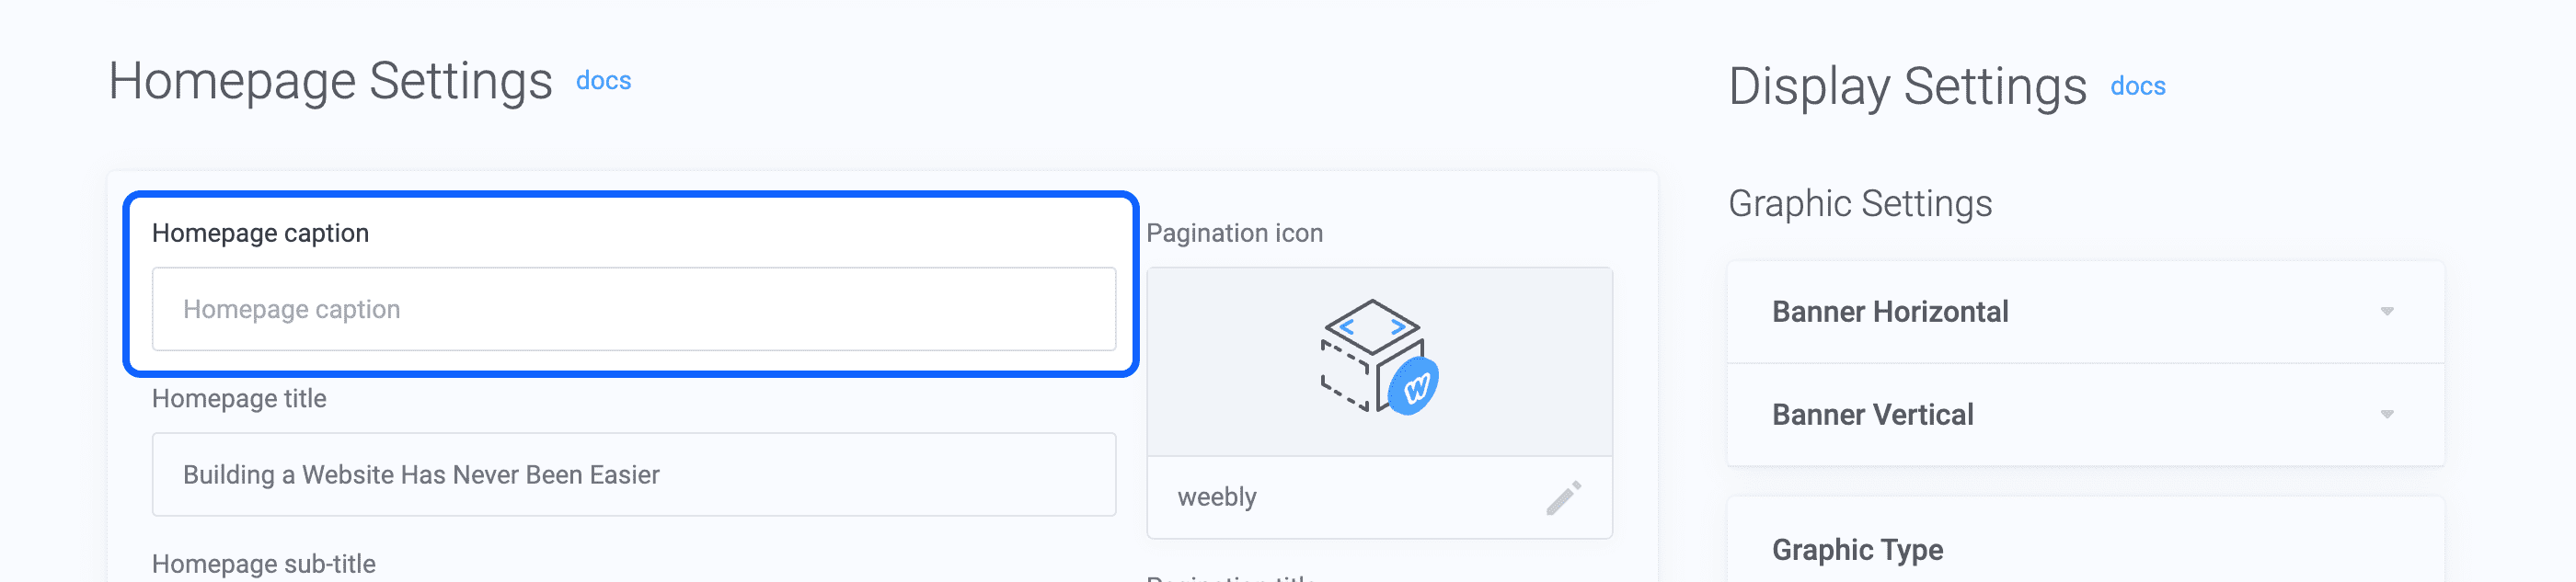 Homepage Settings docs
Homepage caption
Homepage caption
Homepage title
Building a Website Has Never Been Easier
Homepage sub-title
Pagination icon
weebly
Display Settings docs
Graphic Settings
Banner Horizontal
Banner Vertical
Graphic Type